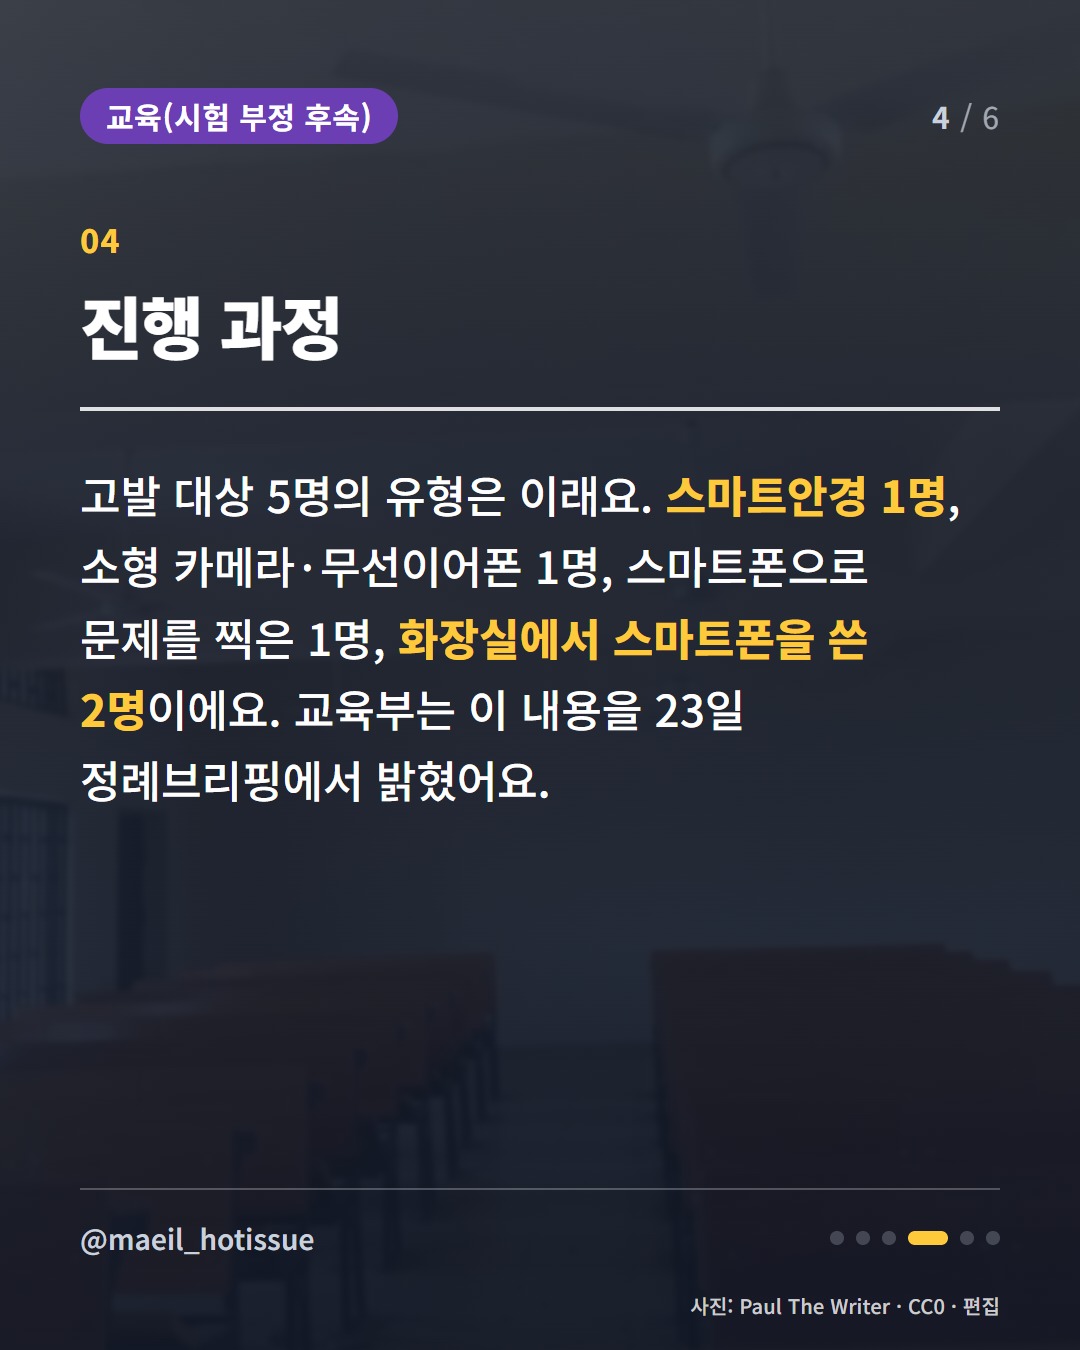 교육(시험 부정 후속)
4 / 6
04
진행 과정
고발 대상 5명의 유형은 이래요. 스마트안경 1명,
소형 카메라·무선이어폰 1명, 스마트폰으로
문제를 찍은 1명, 화장실에서 스마트폰을 쓴
2명이에요. 교육부는 이 내용을 23일
정례브리핑에서 밝혔어요.
@maeil_hotissue
사진: Paul The Writer · CC0 · 편집